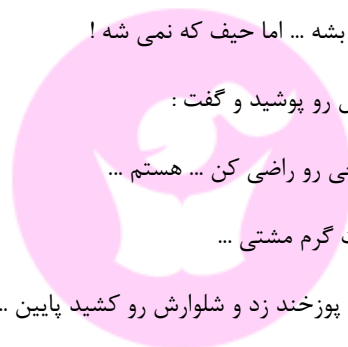 بشه ... اما حیف که نمی شه !
رو پوشید و گفت :
رو راضی کن ... هستم ...
گرم مشتی ...
پوزخند زد و شلوارش رو کشید پایین ..